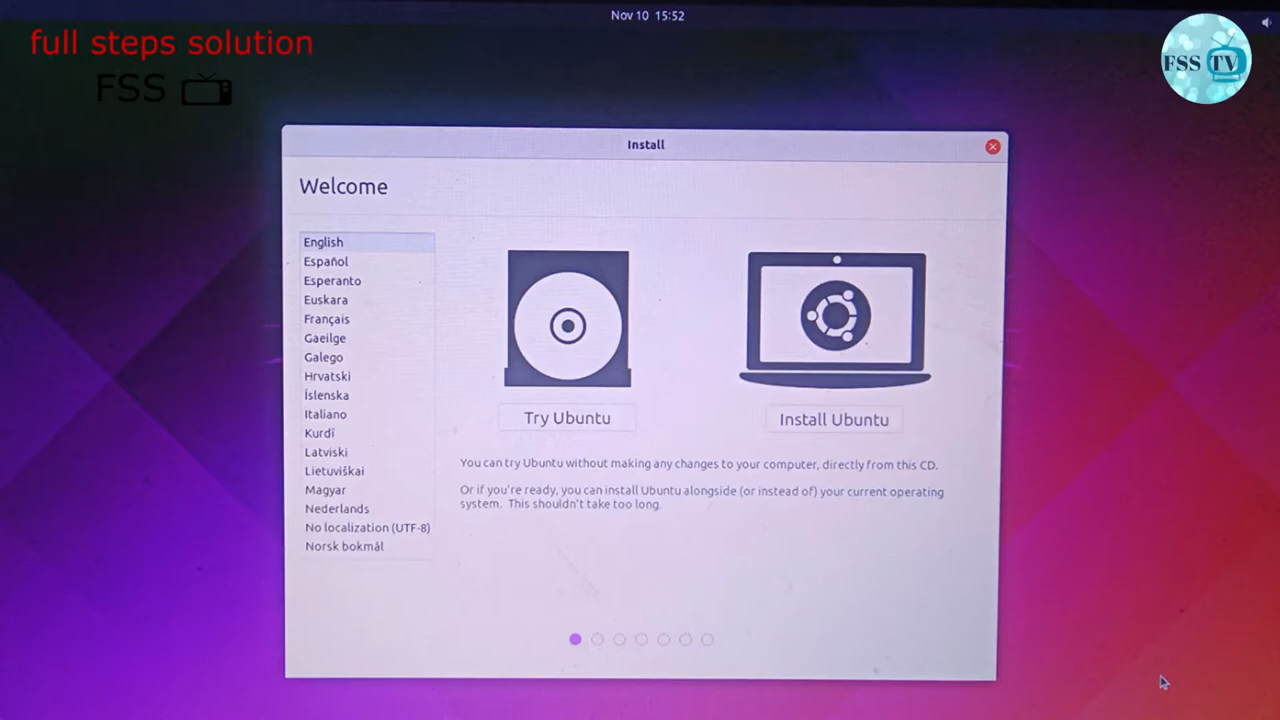 Nov 10 15:52
full steps solution
FSS
FSS TV
Install
Welcome
English
Español
Esperanto
Euskara
Français
Gaeilge
Galego
Hrvatski
Íslenska
Italiano
Kurdî
Latviski
Lietuviškai
Magyar
Nederlands
No localization (UTF-8)
Norsk bokmål
Try Ubuntu
Install Ubuntu
You can try Ubuntu without making any changes to your computer, directly from this CD.
Or if you're ready, you can install Ubuntu alongside (or instead of) your current operating
system. This shouldn't take too long.